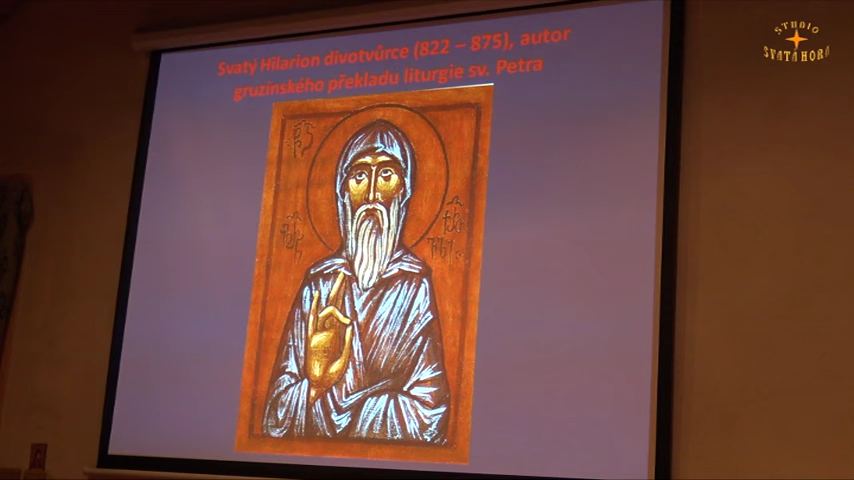 Svatý Hilarion divotvůrce (822 – 875), autor
gruzínského překladu liturgie sv. Petra
STUDIO
SVATÁ HORA